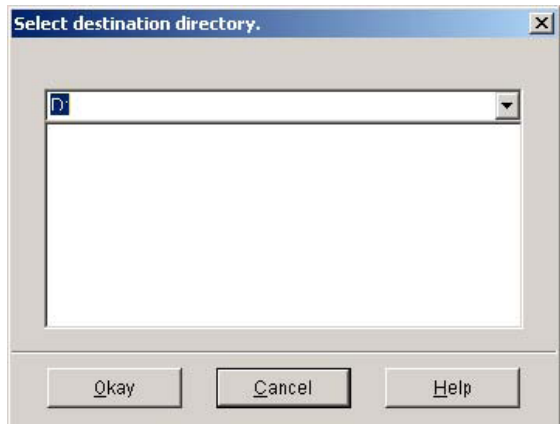 Select destination directory.
D:
Okay
Cancel
Help